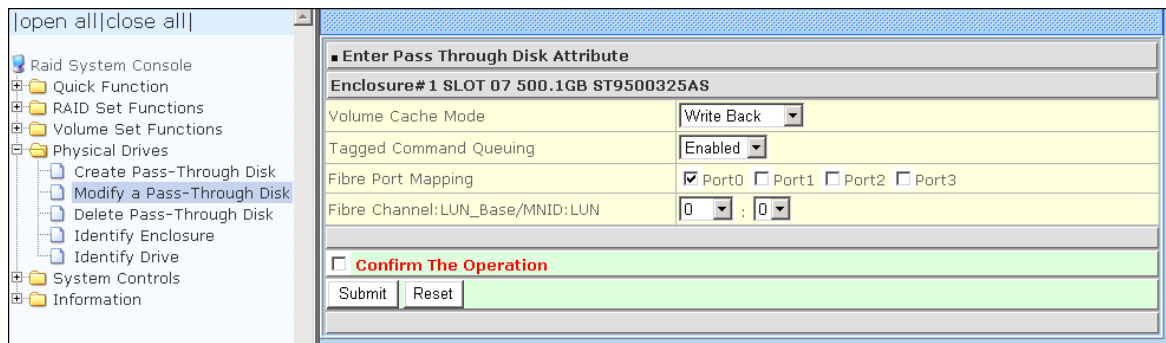 |open all|close all|
Raid System Console
Quick Function
RAID Set Functions
Volume Set Functions
Physical Drives
Create Pass-Through Disk
Modify a Pass-Through Disk
Delete Pass-Through Disk
Identify Enclosure
Identify Drive
System Controls
Information
▪ Enter Pass Through Disk Attribute
Enclosure#1 SLOT 07 500.1GB ST9500325AS
Volume Cache Mode Write Back
Tagged Command Queuing Enabled
Fibre Port Mapping Port0 Port1 Port2 Port3
Fibre Channel:LUN_Base/MNID:LUN 0 : 0
Confirm The Operation
Submit Reset